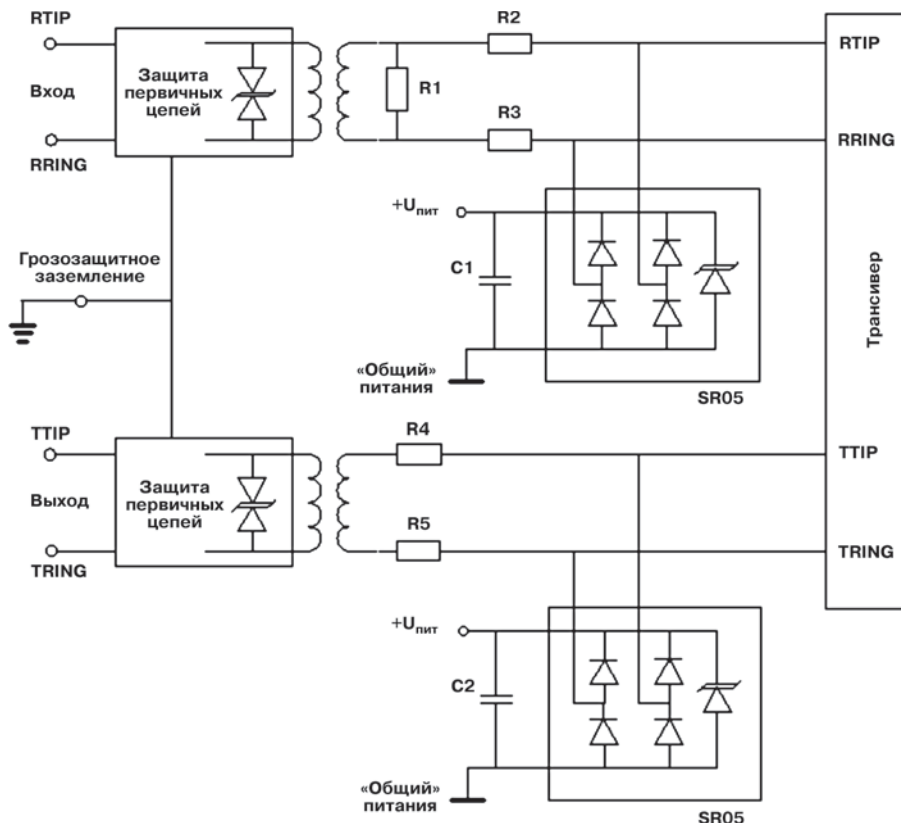 RTIP
Вход
RRING
Защита
первичных
цепей
R1
R2
R3
RTIP
RRING
+Uпит
C1
«Общий»
питания
SR05
Трансивер
Грозозащитное
заземление
TTIP
Выход
TRING
Защита
первичных
цепей
R4
R5
TTIP
TRING
+Uпит
C2
«Общий»
питания
SR05